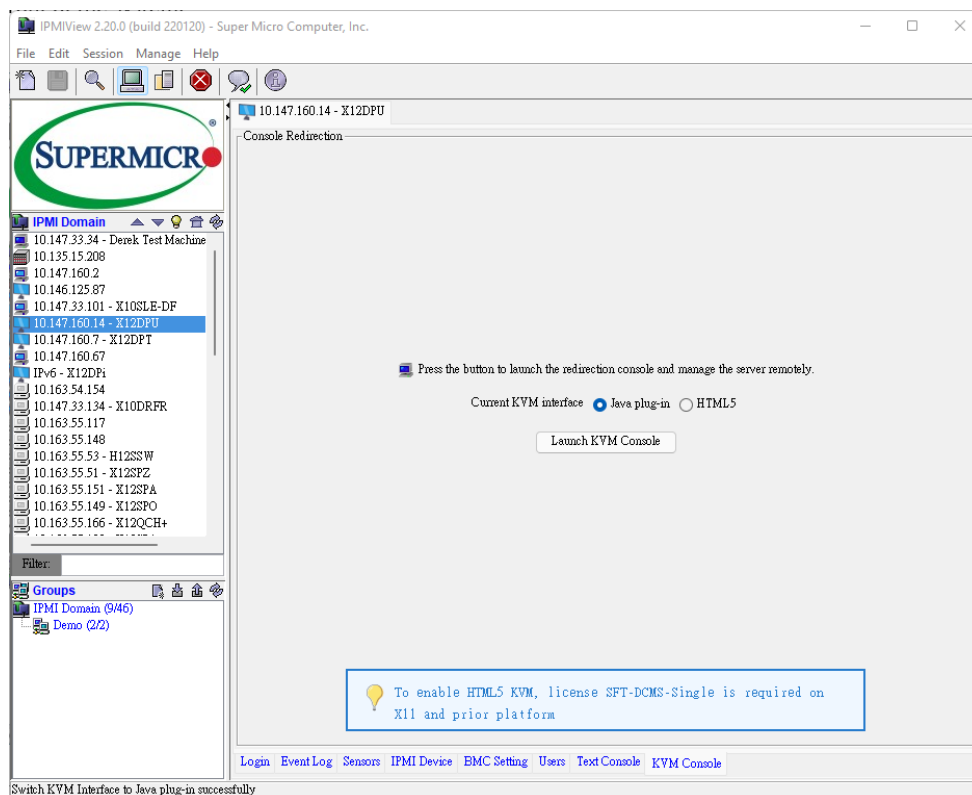 IPMIView 2.20.0 (build 220120) - Super Micro Computer, Inc.
File Edit Session Manage Help
10.147.160.14 - X12DPU
Console Redirection
SUPERMICR
IPMI Domain
10.147.33.34 - Derek Test Machine
10.135.15.208
10.147.160.2
10.146.125.87
10.147.33.101 - X10SLE-DF
10.147.160.14 - X12DPU
10.147.160.7 - X12DPT
10.147.160.67
IPv6 - X12DPi
10.163.54.154
10.147.33.134 - X10DRFR
10.163.55.117
10.163.55.148
10.163.55.53 - H12SSW
10.163.55.51 - X12SPZ
10.163.55.151 - X12SPA
10.163.55.149 - X12SPO
10.163.55.166 - X12QCH+
Filter:
Groups
IPMI Domain (9/46)
Demo (2/2)
Press the button to launch the redirection console and manage the server remotely.
Current KVM interface Java plug-in HTML5
Launch KVM Console
To enable HTML5 KVM, license SFT-DCMS-Single is required on
X11 and prior platform
Login Event Log Sensors IPMI Device BMC Setting Users Text Console KVM Console
Switch KVM Interface to Java plug-in successfully